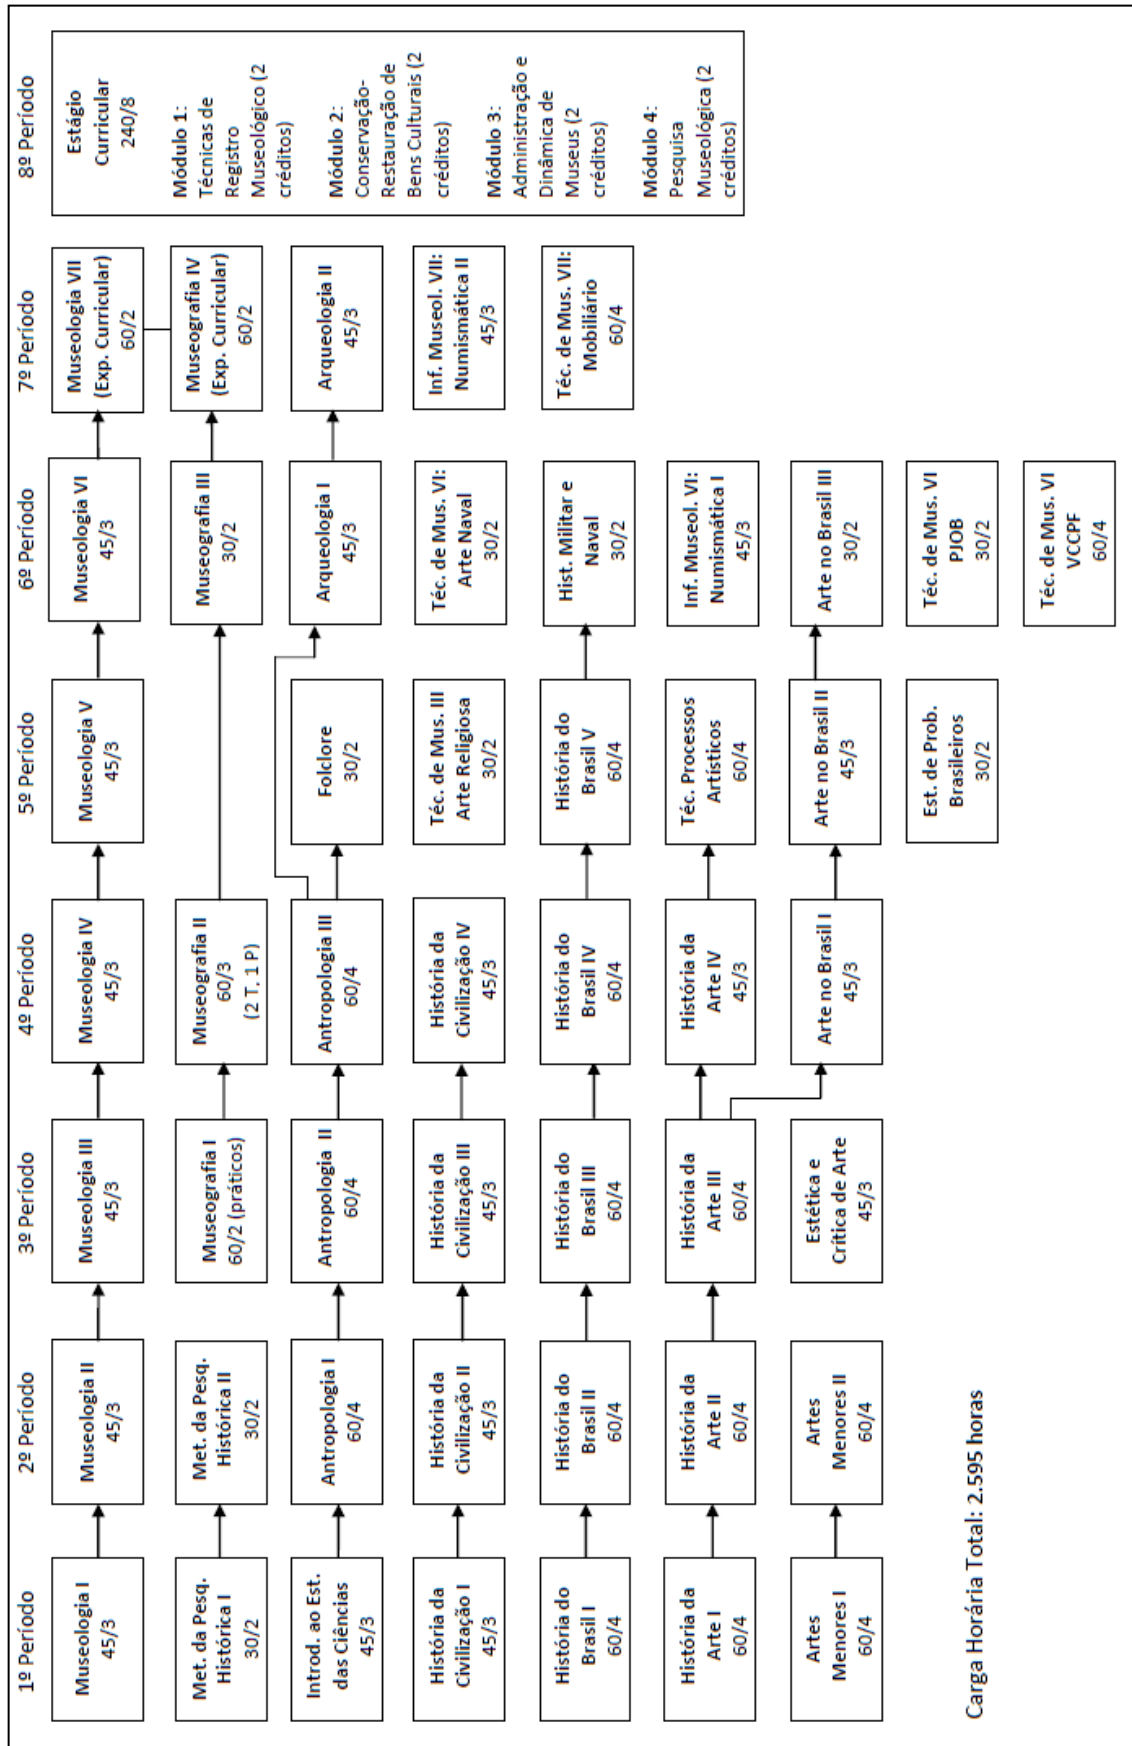 1º Período
Museologia I
45/3
Met. da Pesq.
Histórica I
30/2
Introd. ao Est.
das Ciências
45/3
História da
Civilização I
45/3
História do
Brasil I
60/4
História da
Arte I
60/4
Artes
Menores I
60/4
2º Período
Museologia II
45/3
Met. da Pesq.
Histórica II
30/2
Antropologia I
60/4
História da
Civilização II
45/3
História do
Brasil II
60/4
História da
Arte II
60/4
Artes
Menores II
60/4
3º Período
Museologia III
45/3
Museografia I
60/2 (práticos)
Antropologia II
60/4
História da
Civilização III
45/3
História do
Brasil III
60/4
História da
Arte III
60/4
Estética e
Crítica de Arte
45/3
4º Período
Museologia IV
45/3
Museografia II
60/3
(2 T, 1 P)
Antropologia III
60/4
História da
Civilização IV
45/3
História do
Brasil IV
60/4
História da
Arte IV
45/3
Arte no Brasil I
45/3
5º Período
Museologia V
45/3
Folclore
30/2
Téc. de Mus. III
Arte Religiosa
30/2
História do
Brasil V
60/4
Téc. Processos
Artísticos
60/4
Arte no Brasil II
45/3
Est. de Prob.
Brasileiros
30/2
6º Período
Museologia VI
45/3
Museografia III
30/2
Arqueologia I
45/3
Téc. de Mus. VI:
Arte Naval
30/2
Hist. Militar e
Naval
30/2
Inf. Museol. VI:
Numismática I
45/3
Arte no Brasil III
30/2
Téc. de Mus. VI
PJOB
30/2
Téc. de Mus. VI
VCCPF
60/4
7º Período
Museologia VII
(Exp. Curricular)
60/2
Museografia IV
(Exp. Curricular)
60/2
Arqueologia II
45/3
Inf. Museol. VII:
Numismática II
45/3
Téc. de Mus. VII:
Mobiliário
60/4
8º Período
Estágio
Curricular
240/8
Módulo 1:
Técnicas de
Registro
Museológico (2
créditos)
Módulo 2:
Conservação-
Restauração de
Bens Culturais (2
créditos)
Módulo 3:
Administração e
Dinâmica de
Museus (2
créditos)
Módulo 4:
Pesquisa
Museológica (2
créditos)
Carga Horária Total: 2.595 horas